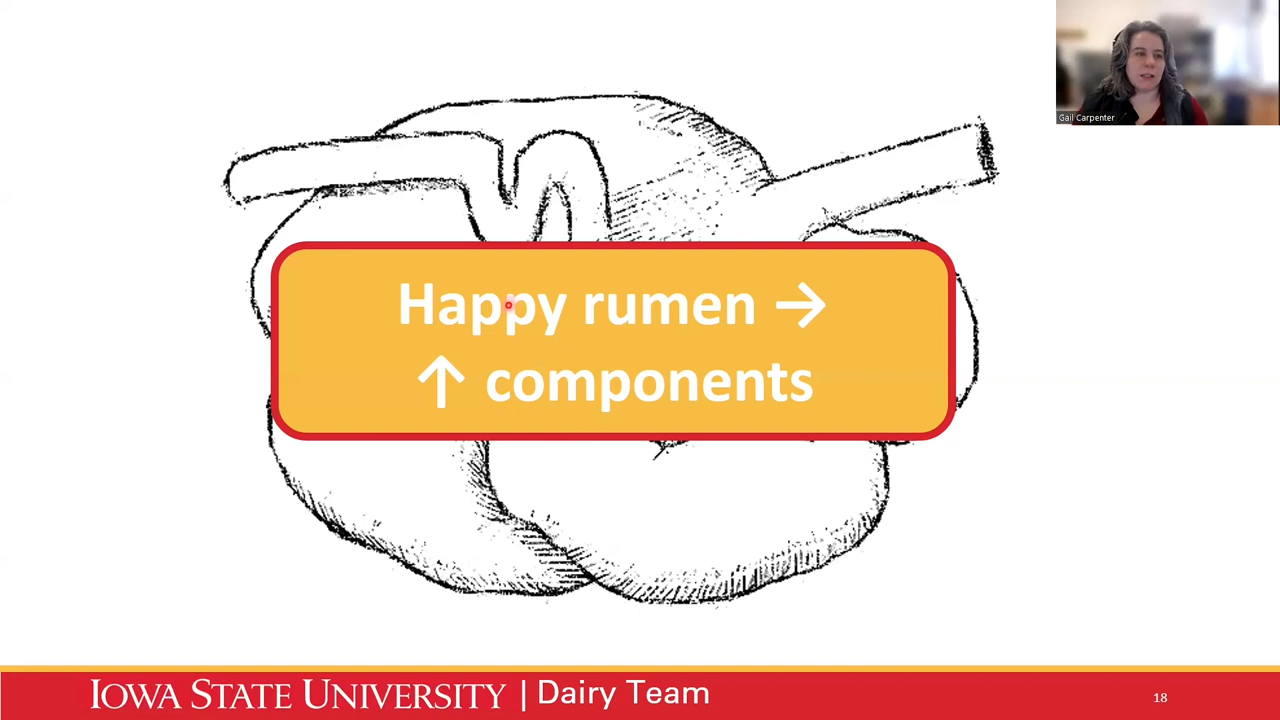 Gail Carpenter
Happy rumen →
↑ components
IOWA STATE UNIVERSITY | Dairy Team
18